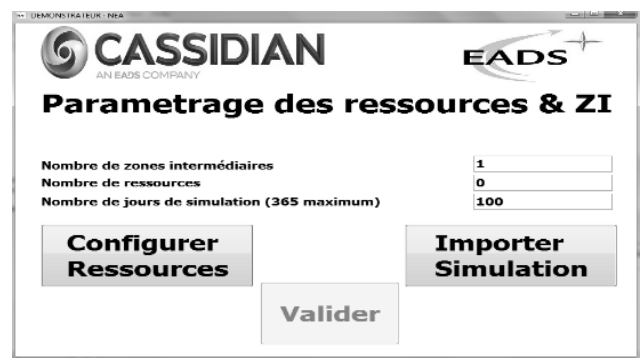 DEMONSTRATEUR : NEA
CASSIDIAN
AN EADS COMPANY
EADS
Parametrage des ressources & ZI
Nombre de zones intermédiaires 1
Nombre de ressources 0
Nombre de jours de simulation (365 maximum) 100
Configurer
Ressources
Importer
Simulation
Valider